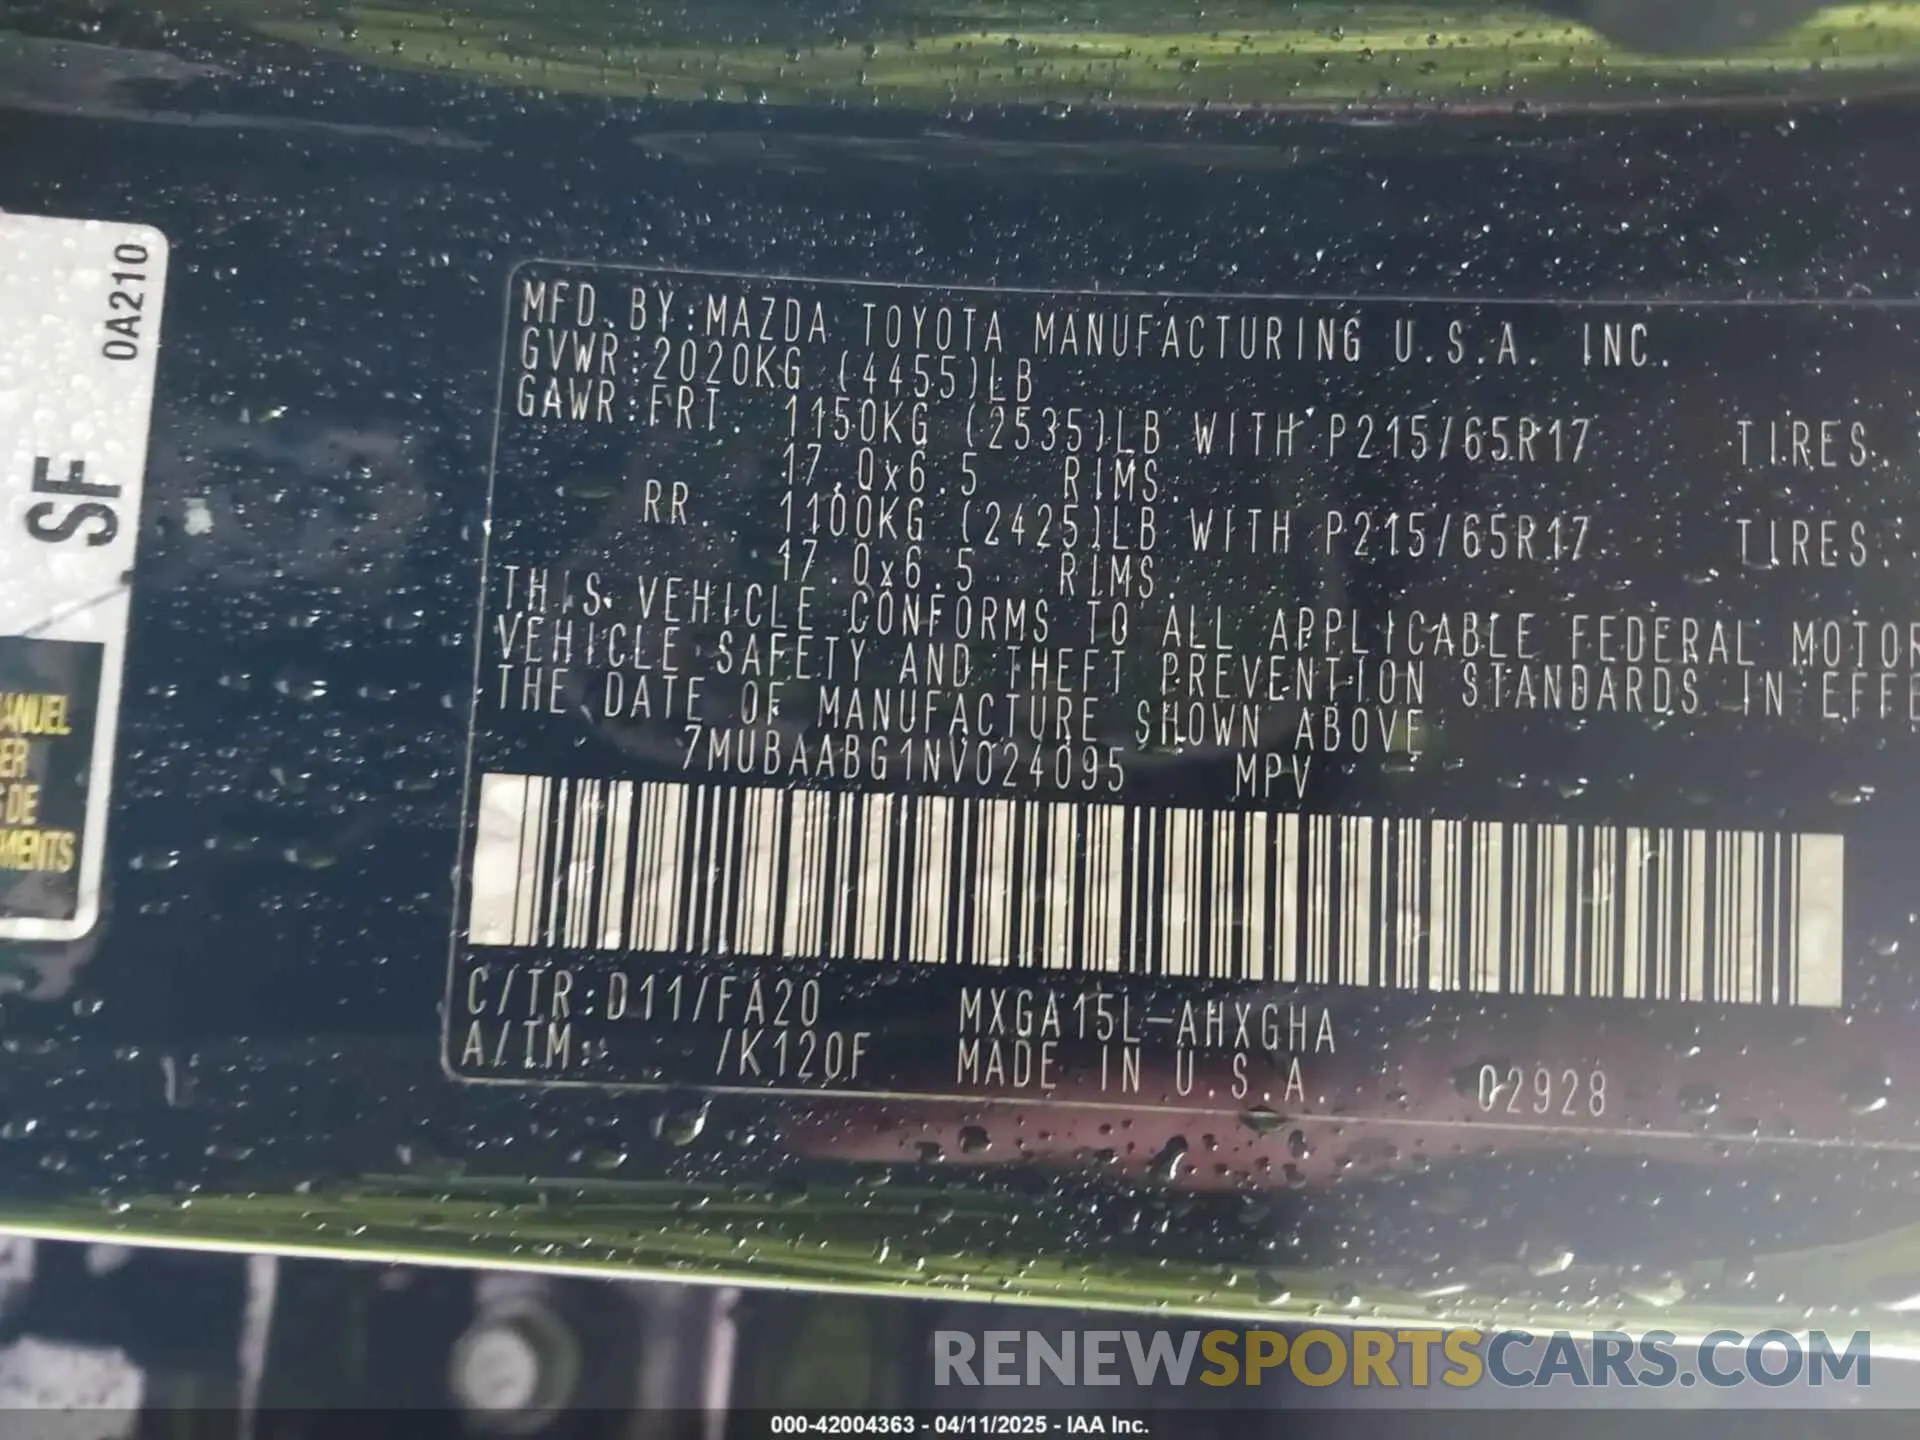 0A210
SF
ANUEL
ER
DE
MENTS
MFD. BY:MAZDA TOYOTA MANUFACTURING U.S.A. INC.
GVWR:2020KG (4455)LB
GAWR:FRT. 1150KG (2535)LB WITH P215/65R17 TIRES.
17.0x6.5 RIMS.
RR. 1100KG (2425)LB WITH P215/65R17 TIRES.
17.0x6.5 RIMS.
THIS VEHICLE CONFORMS TO ALL APPLICABLE FEDERAL MOTOR
VEHICLE SAFETY AND THEFT PREVENTION STANDARDS IN EFFE
THE DATE OF MANUFACTURE SHOWN ABOVE
7MUBAABG1NV024095 MPV
C/TR:D11/FA20 MXGA15L-AHXGHA
A/TM: /K120F MADE IN U.S.A. 02928
RENEWSPORTSCARS.COM
000-42004363 - 04/11/2025 - IAA Inc.